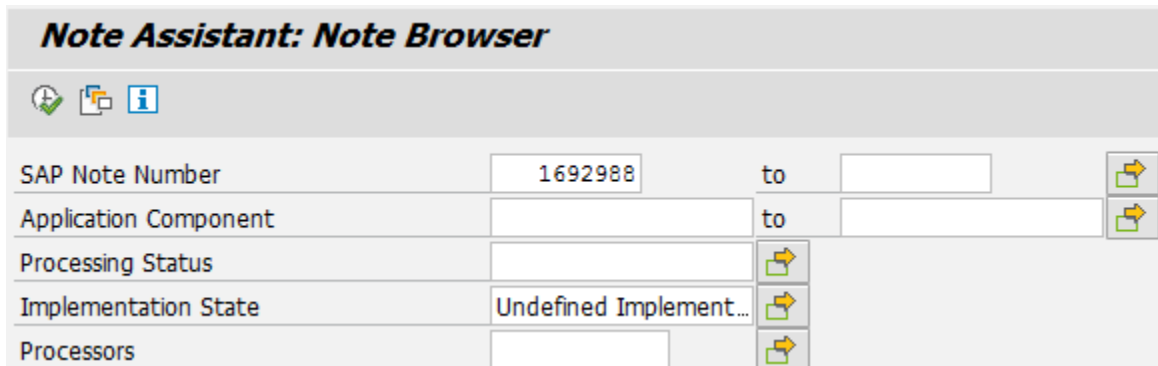 Note Assistant: Note Browser
SAP Note Number 1692988 to
Application Component to
Processing Status
Implementation State Undefined Implement...
Processors